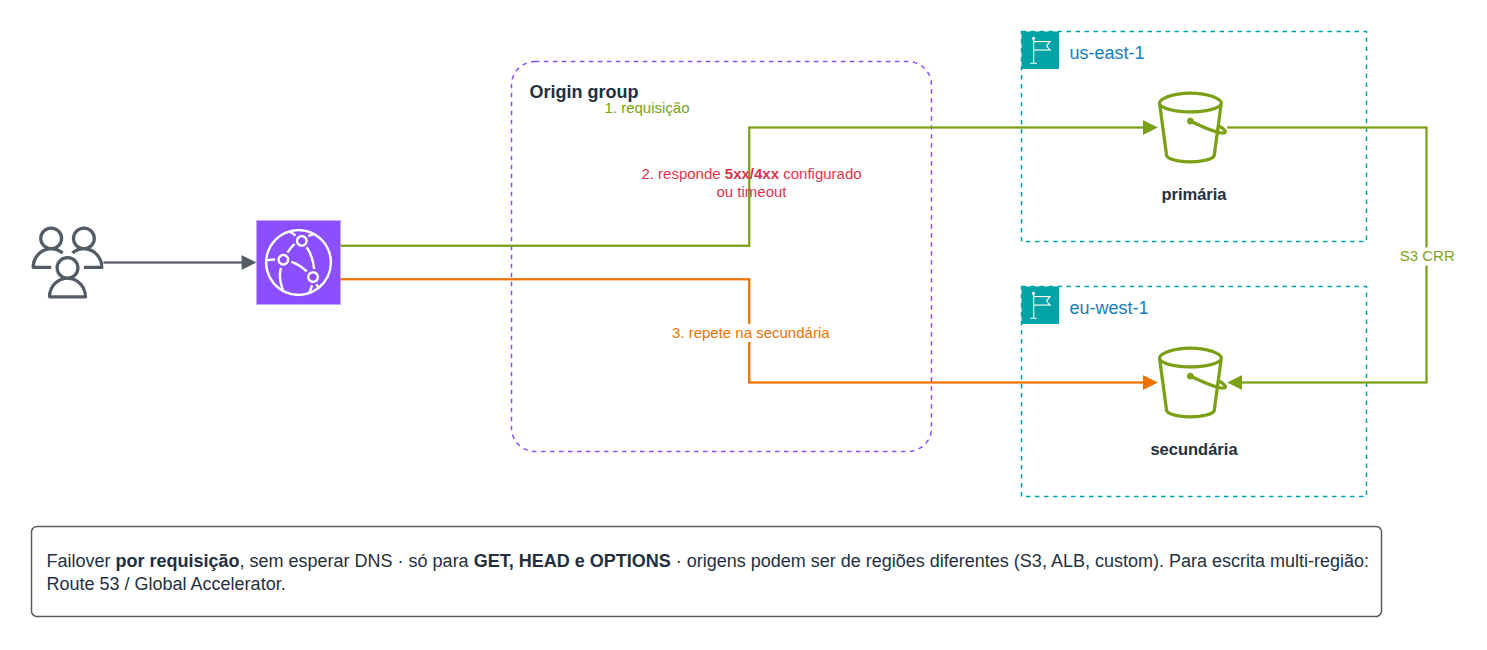 us-east-1
Origin group
1. requisição
2. responde 5xx/4xx configurado
ou timeout
primária
S3 CRR
eu-west-1
3. repete na secundária
secundária
Failover por requisição, sem esperar DNS · só para GET, HEAD e OPTIONS · origens podem ser de regiões diferentes (S3, ALB, custom). Para escrita multi-região:
Route 53 / Global Accelerator.